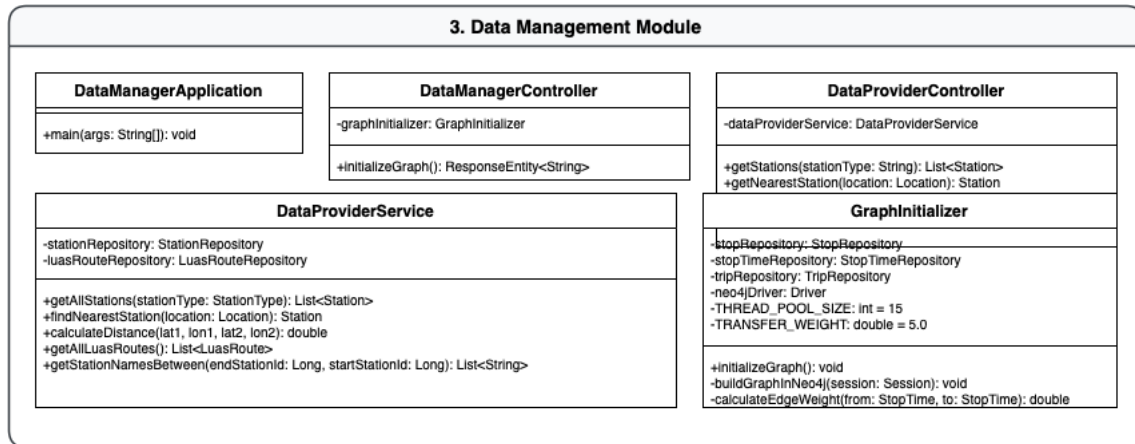 3. Data Management Module
DataManagerApplication
+main(args: String[]): void
DataManagerController
-graphInitializer: GraphInitializer
+initializeGraph(): ResponseEntity<String>
DataProviderController
-dataProviderService: DataProviderService
+getStations(stationType: String): List<Station>
+getNearestStation(location: Location): Station
DataProviderService
-stationRepository: StationRepository
-luasRouteRepository: LuasRouteRepository
+getAllStations(stationType: StationType): List<Station>
+findNearestStation(location: Location): Station
+calculateDistance(lat1, lon1, lat2, lon2): double
+getAllLuasRoutes(): List<LuasRoute>
+getStationNamesBetween(endStationId: Long, startStationId: Long): List<String>
GraphInitializer
-stopRepository: StopRepository
-stopTimeRepository: StopTimeRepository
-tripRepository: TripRepository
-neo4jDriver: Driver
-THREAD_POOL_SIZE: int = 15
-TRANSFER_WEIGHT: double = 5.0
+initializeGraph(): void
-buildGraphInNeo4j(session: Session): void
-calculateEdgeWeight(from: StopTime, to: StopTime): double